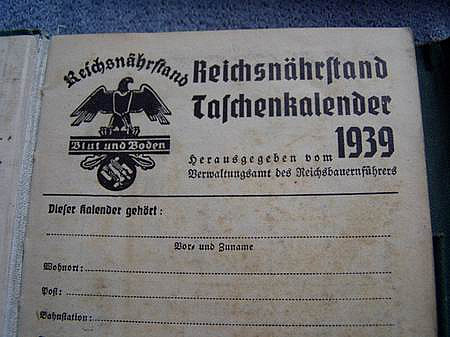 Reichsnährstand
Blut und Boden
Reichsnährstand
Taschenkalender
1939
Herausgegeben vom
Verwaltungsamt des Reichsbauernführers
Dieser Kalender gehört:
Vor- und Zuname
Wohnort:
Post:
Bahnstation: